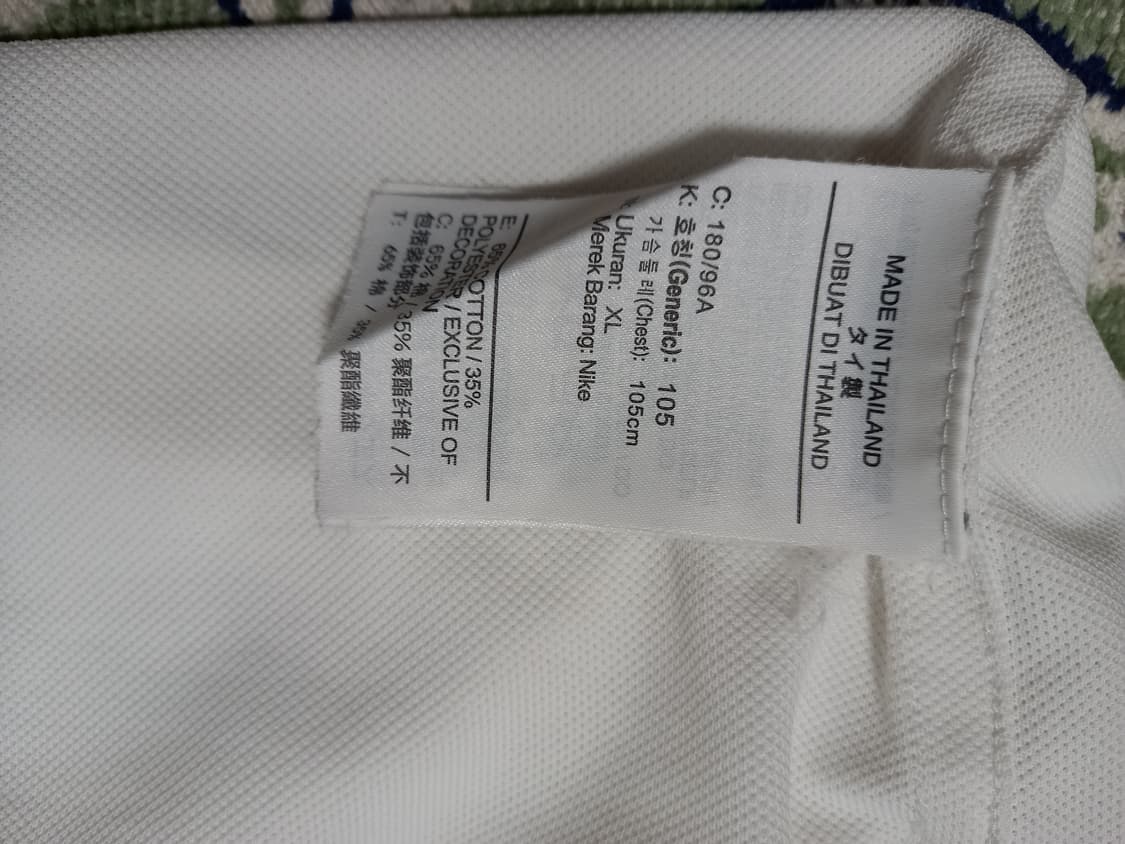 MADE IN THAILAND
タイ製
DIBUAT DI THAILAND
C: 180/96A
K: 호칭(Generic): 105
가슴둘레(Chest): 105cm
Ukuran: XL
Merek Barang: Nike
E: 65% COTTON / 35%
POLYESTER / EXCLUSIVE OF
DECORATION
C: 65% 棉 / 35% 聚酯纤维 / 不
包括装饰部分
T: 65% 棉 / 35% 聚酯纖維